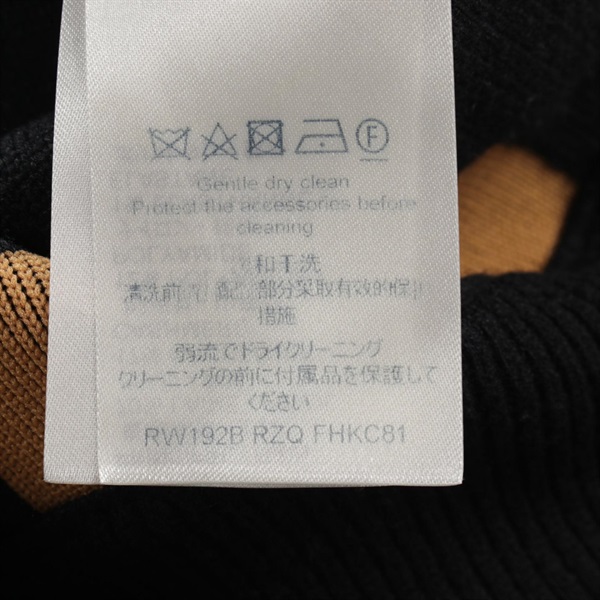 F
Gentle dry clean
Protect the accessories before
cleaning
和干洗
清洗前 部分采取有效的保
措施
弱流でドライクリーニング
クリーニングの前に付属品を保護して
ください
RW192B RZQ FHKC81